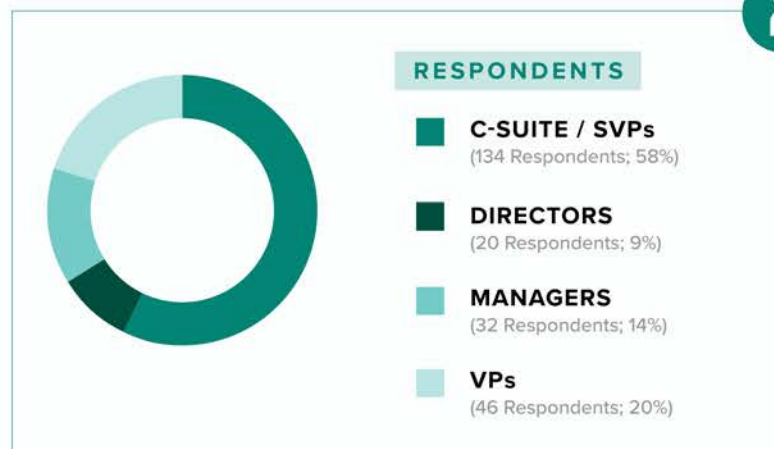 RESPONDENTS
C-SUITE / SVPs
(134 Respondents; 58%)
DIRECTORS
(20 Respondents; 9%)
MANAGERS
(32 Respondents; 14%)
VPs
(46 Respondents; 20%)